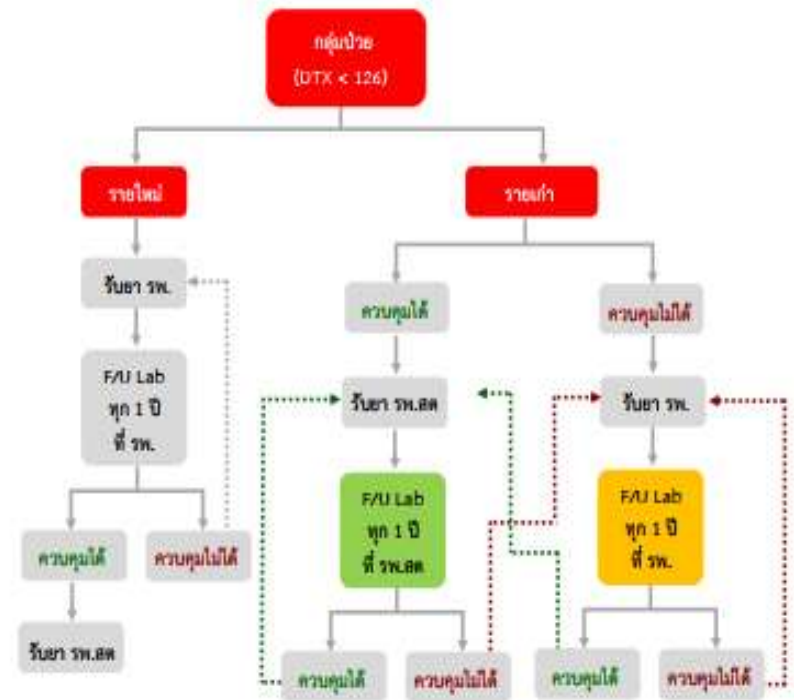 กลุ่มป่วย
(DTX < 126)
รายใหม่
รายเก่า
รับยา รพ.
ควบคุมได้
ควบคุมไม่ได้
F/U Lab
ทุก 1 ปี
ที่ รพ.
รับยา รพ.สต
รับยา รพ.
F/U Lab
ทุก 1 ปี
ที่ รพ.สต
F/U Lab
ทุก 1 ปี
ที่ รพ.
ควบคุมได้
ควบคุมไม่ได้
รับยา รพ.สต
ควบคุมได้
ควบคุมไม่ได้
ควบคุมได้
ควบคุมไม่ได้